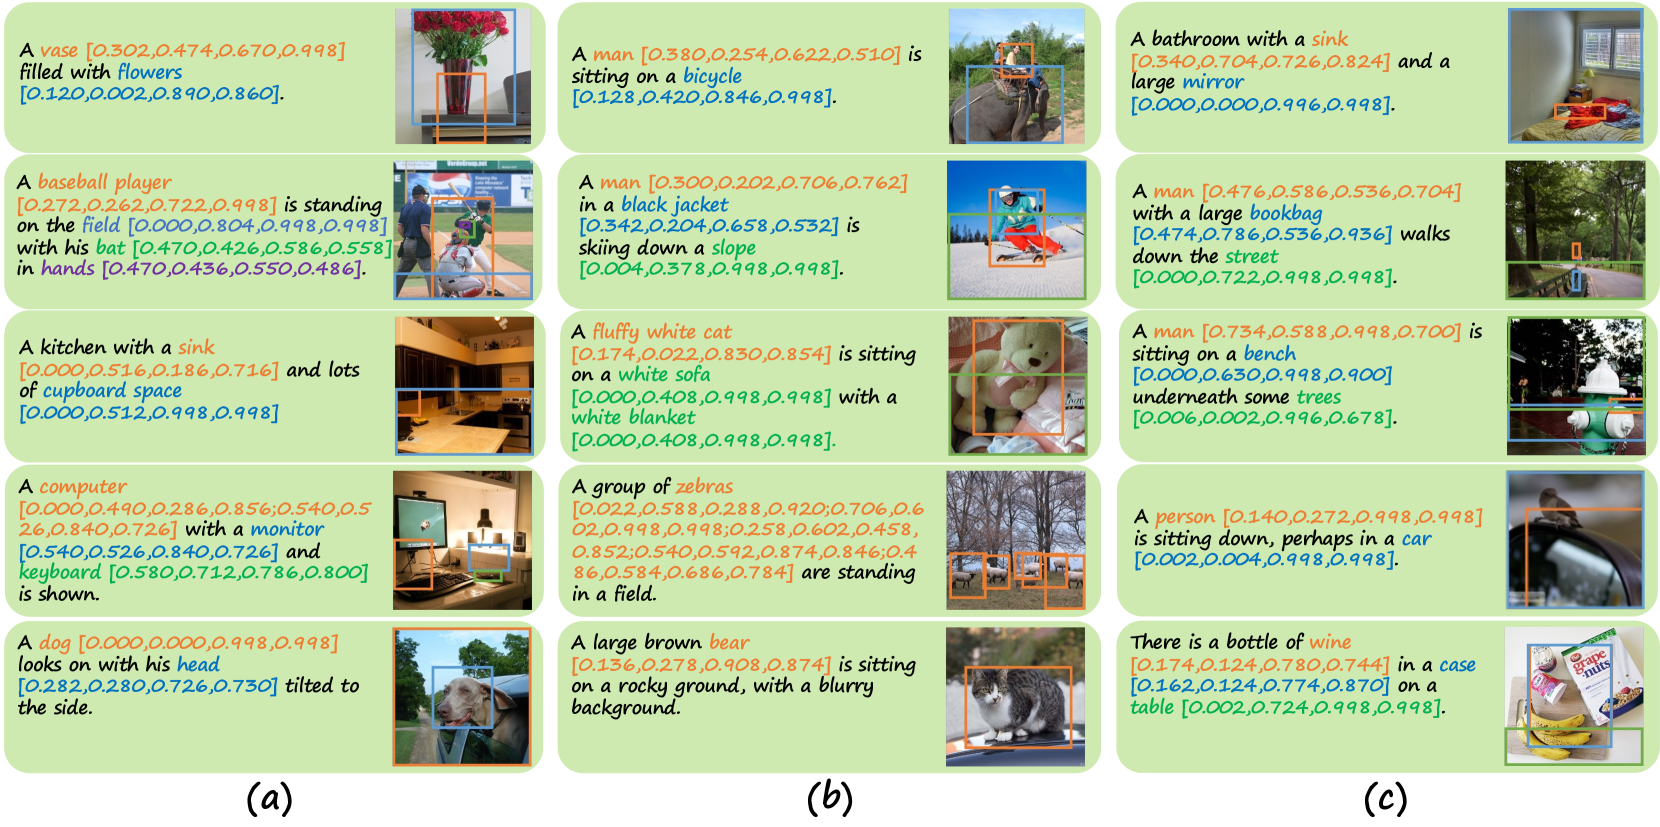 A vase [0.302,0.474,0.670,0.998]
filled with flowers
[0.120,0.002,0.890,0.860].
A baseball player
[0.272,0.262,0.722,0.998] is standing
on the field [0.000,0.804,0.998,0.998]
with his bat [0.470,0.426,0.586,0.558]
in hands [0.470,0.436,0.550,0.486].
A kitchen with a sink
[0.000,0.516,0.186,0.716] and lots
of cupboard space
[0.000,0.512,0.998,0.998]
A computer
[0.000,0.490,0.286,0.856;0.540,0.5
26,0.840,0.726] with a monitor
[0.540,0.526,0.840,0.726] and
keyboard [0.580,0.712,0.786,0.800]
is shown.
A dog [0.000,0.000,0.998,0.998]
looks on with his head
[0.282,0.280,0.726,0.730] tilted to
the side.
(a)
A man [0.380,0.254,0.622,0.510] is
sitting on a bicycle
[0.128,0.420,0.846,0.998].
A man [0.300,0.202,0.706,0.762]
in a black jacket
[0.342,0.204,0.658,0.532] is
skiing down a slope
[0.004,0.378,0.998,0.998].
A fluffy white cat
[0.174,0.022,0.830,0.854] is sitting
on a white sofa
[0.000,0.408,0.998,0.998] with a
white blanket
[0.000,0.408,0.998,0.998].
A group of zebras
[0.022,0.588,0.288,0.920;0.706,0.6
02,0.998,0.998;0.258,0.602,0.458,
0.852;0.540,0.592,0.874,0.846;0.4
86,0.584,0.686,0.784] are standing
in a field.
A large brown bear
[0.136,0.278,0.908,0.874] is sitting
on a rocky ground, with a blurry
background.
(b)
A bathroom with a sink
[0.340,0.704,0.726,0.824] and a
large mirror
[0.000,0.000,0.996,0.998].
A man [0.476,0.586,0.536,0.704]
with a large bookbag
[0.474,0.786,0.536,0.936] walks
down the street
[0.000,0.722,0.998,0.998].
A man [0.734,0.588,0.998,0.700] is
sitting on a bench
[0.000,0.630,0.998,0.900]
underneath some trees
[0.006,0.002,0.996,0.678].
A person [0.140,0.272,0.998,0.998]
is sitting down, perhaps in a car
[0.002,0.004,0.998,0.998].
There is a bottle of wine
[0.174,0.124,0.780,0.744] in a case
[0.162,0.124,0.774,0.870] on a
table [0.002,0.724,0.998,0.998].
grape
nuts
(c)